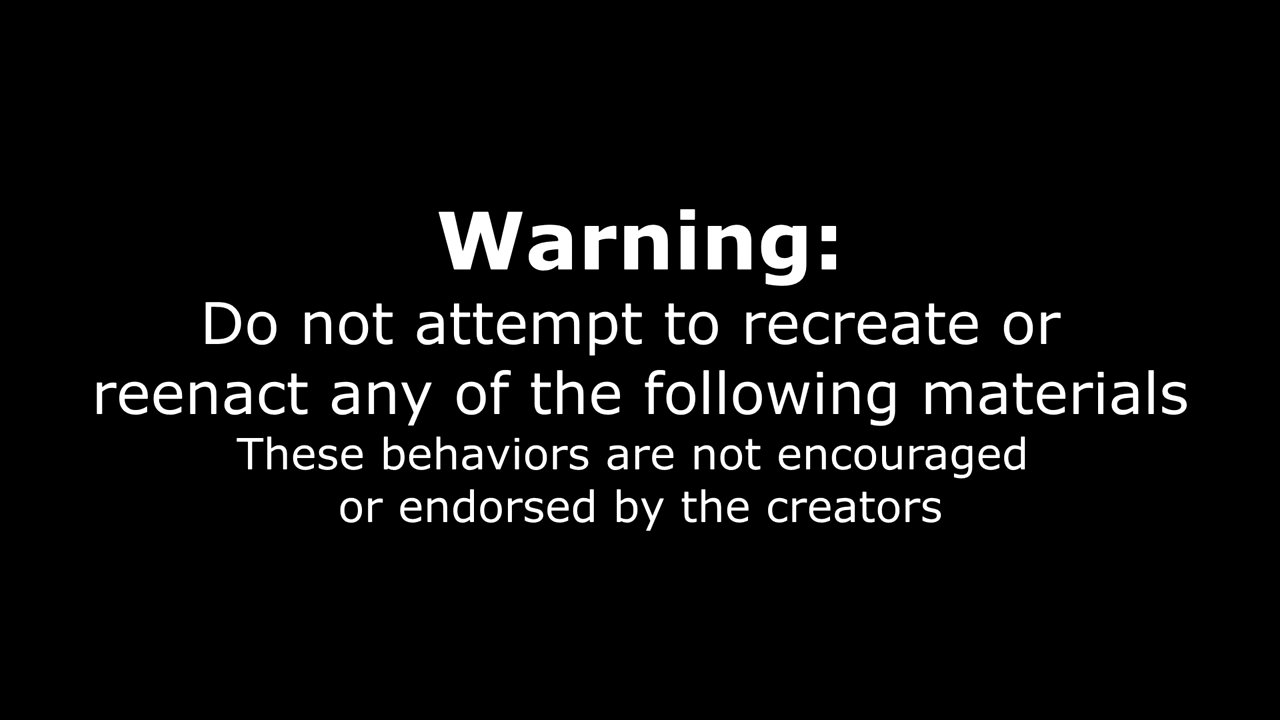 Warning:
Do not attempt to recreate or
reenact any of the following materials
These behaviors are not encouraged
or endorsed by the creators